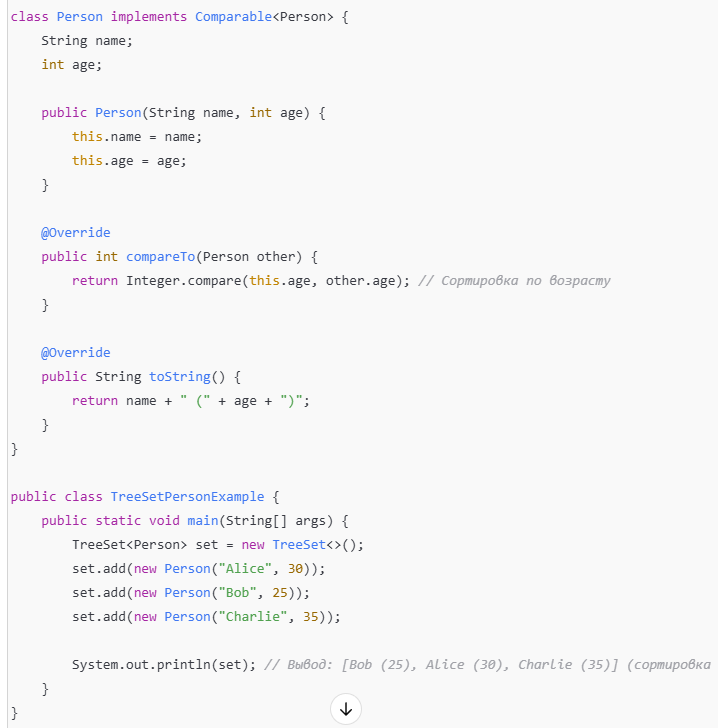 class Person implements Comparable<Person> {
    String name;
    int age;

    public Person(String name, int age) {
        this.name = name;
        this.age = age;
    }

    @Override
    public int compareTo(Person other) {
        return Integer.compare(this.age, other.age); // Сортировка по возрасту
    }

    @Override
    public String toString() {
        return name + " (" + age + ")";
    }
}

public class TreeSetPersonExample {
    public static void main(String[] args) {
        TreeSet<Person> set = new TreeSet<>();
        set.add(new Person("Alice", 30));
        set.add(new Person("Bob", 25));
        set.add(new Person("Charlie", 35));

        System.out.println(set); // Вывод: [Bob (25), Alice (30), Charlie (35)] (сортировка
    }
}